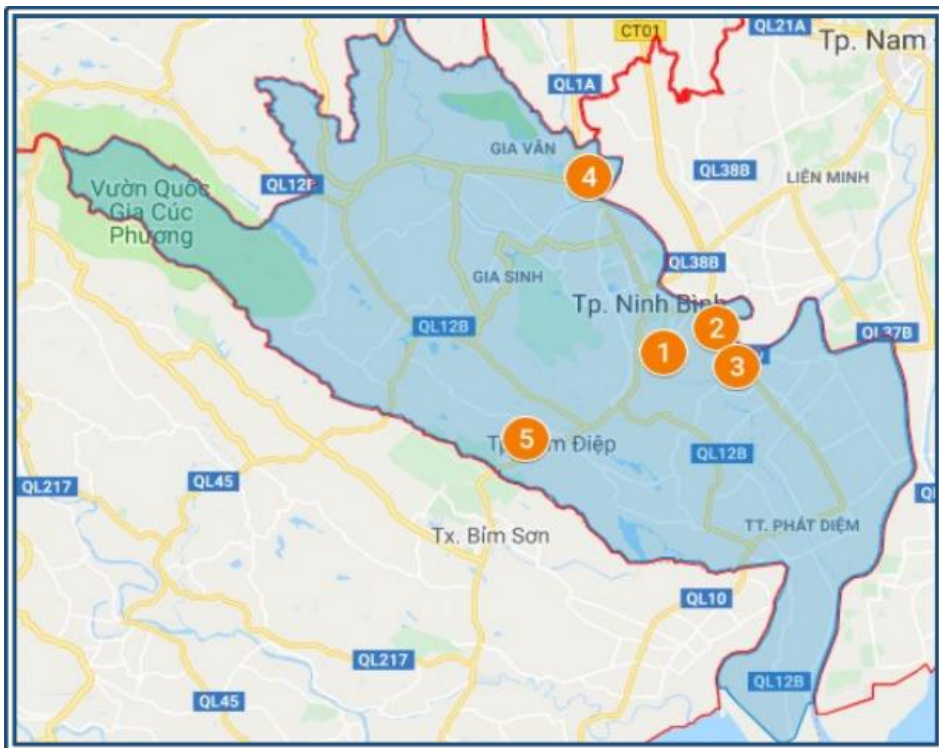 CT01
QL21A
Tp. Nam
QL1A
GIA VÂN
4
QL38B
LIÊN MINH
QL12B
Vườn Quốc
Gia Cúc
Phương
QL38B
GIA SINH
Tp. Ninh Bình
QL12B
2
QL37B
1
3
5
Điệp
QL12B
QL217
QL45
TT. PHÁT DIỆM
Tx. Bỉm Sơn
QL10
QL217
QL12B
QL45